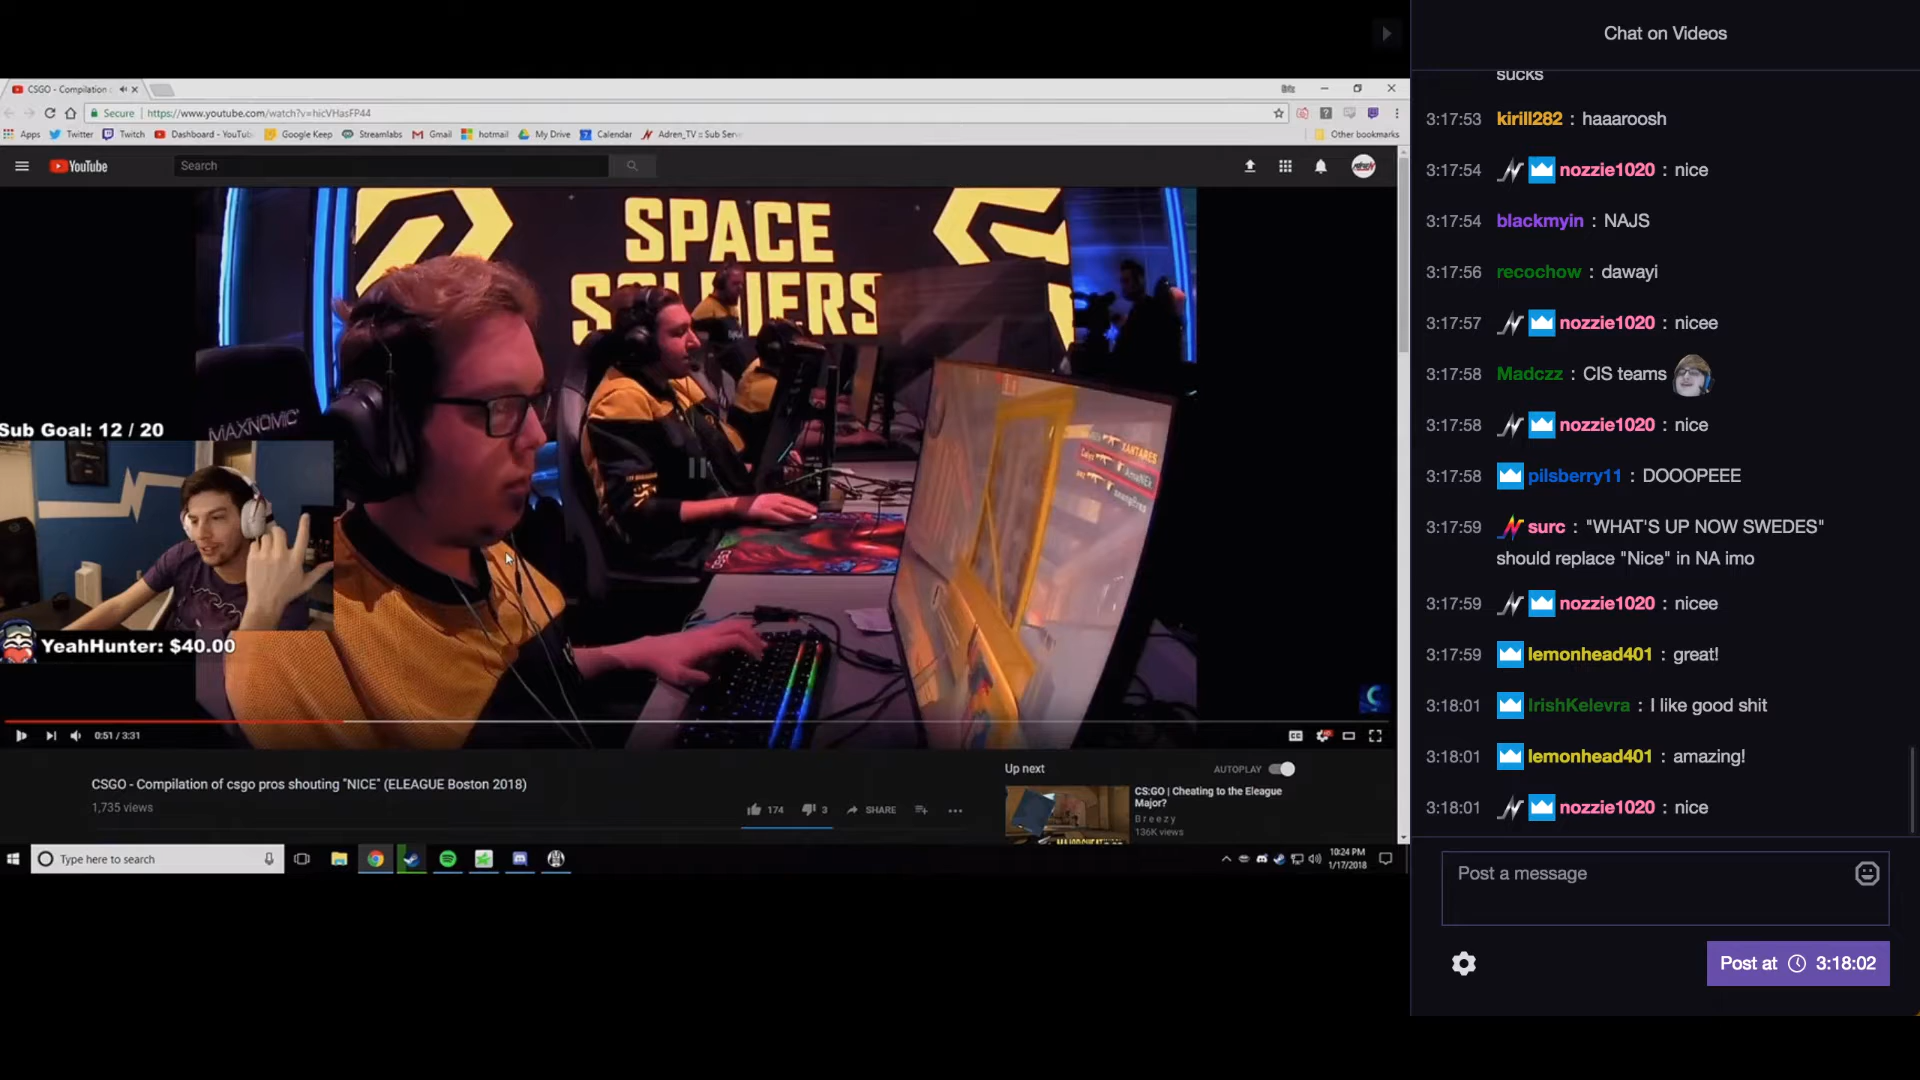 CSGO - Compilation
Secure
https://www.youtube.com/watch?v=hicVHasFP44
Apps
Twitter
Twitch
Dashboard - YouTub
Google Keep
Streamlabs
Gmail
hotmail
My Drive
Calendar
Adren_TV :: Sub Serv
Other bookmarks
YouTube
Search
SPACE
SOLDIERS
MAXNOMIC
XANTARES
Sub Goal: 12 / 20
YeahHunter: $40.00
0:51 / 3:31
CSGO - Compilation of csgo pros shouting "NICE" (ELEAGUE Boston 2018)
1,735 views
174
3
SHARE
Up next
AUTOPLAY
CS:GO | Cheating to the Eleague
Major?
Breezy
136K views
Type here to search
10:24 PM
1/17/2018
Chat on Videos
sucks
3:17:53 kirill282 : haaaroosh
3:17:54 nozzie1020 : nice
3:17:54 blackmyin : NAJS
3:17:56 recochow : dawayi
3:17:57 nozzie1020 : nicee
3:17:58 Madczz : CIS teams
3:17:58 nozzie1020 : nice
3:17:58 pilsberry11 : DOOOPEEE
3:17:59 surc : "WHAT'S UP NOW SWEDES"
should replace "Nice" in NA imo
3:17:59 nozzie1020 : nicee
3:17:59 lemonhead401 : great!
3:18:01 IrishKelevra : I like good shit
3:18:01 lemonhead401 : amazing!
3:18:01 nozzie1020 : nice
Post a message
Post at 3:18:02